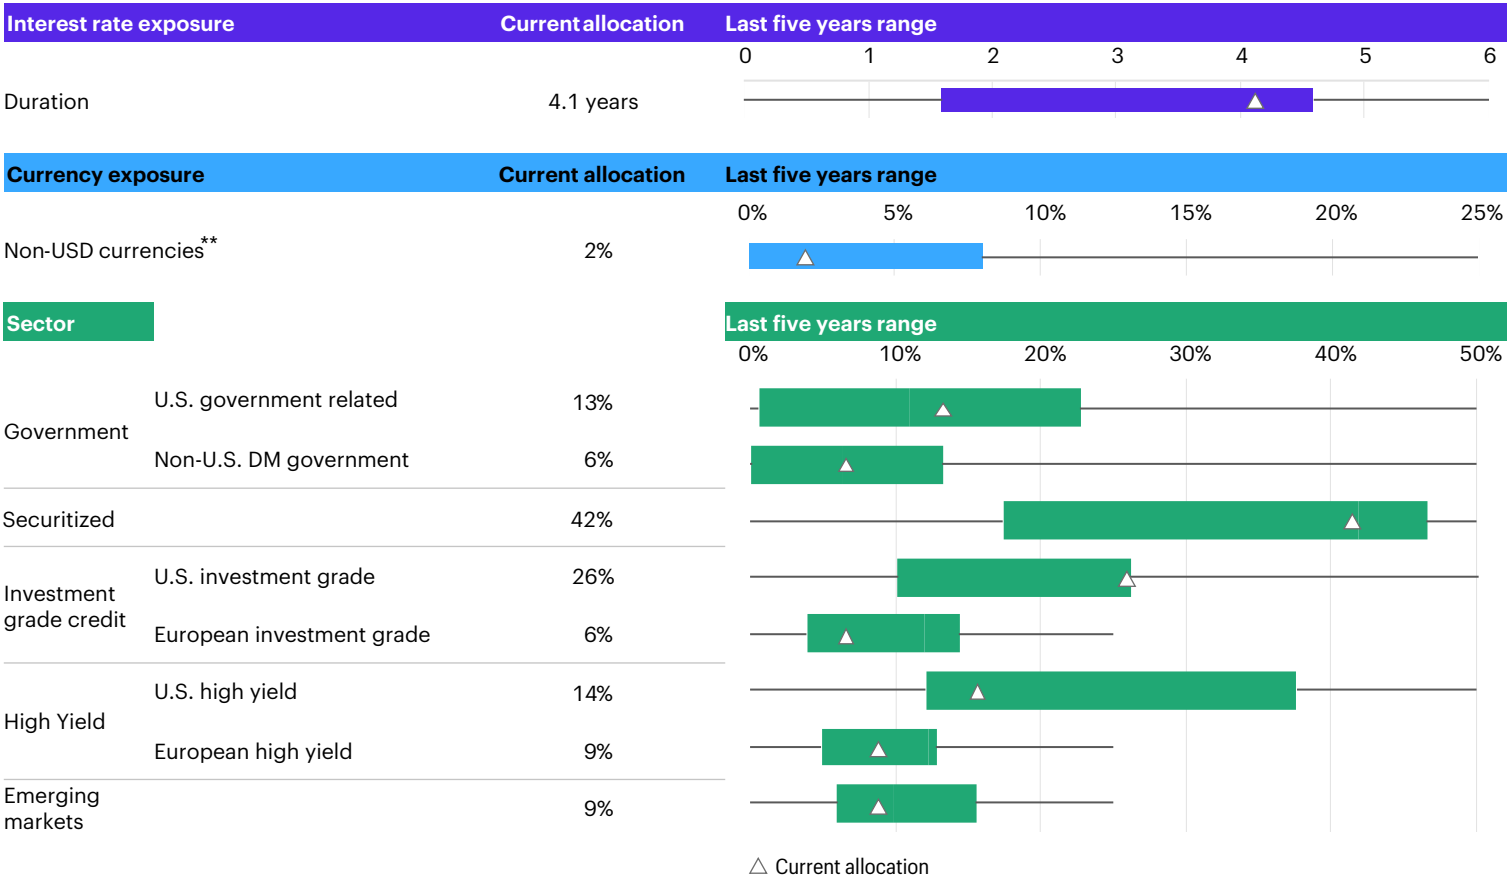 Interest rate exposure Current allocation Last five years range
0 1 2 3 4 5 6
Duration 4.1 years
Currency exposure Current allocation Last five years range
0% 5% 10% 15% 20% 25%
Non-USD currencies** 2%
Sector Last five years range
0% 10% 20% 30% 40% 50%
U.S. government related 13%
Government
Non-U.S. DM government 6%
Securitized 42%
U.S. investment grade 26%
Investment
grade credit
European investment grade 6%
U.S. high yield 14%
High Yield
European high yield 9%
Emerging
markets
9%
△ Current allocation